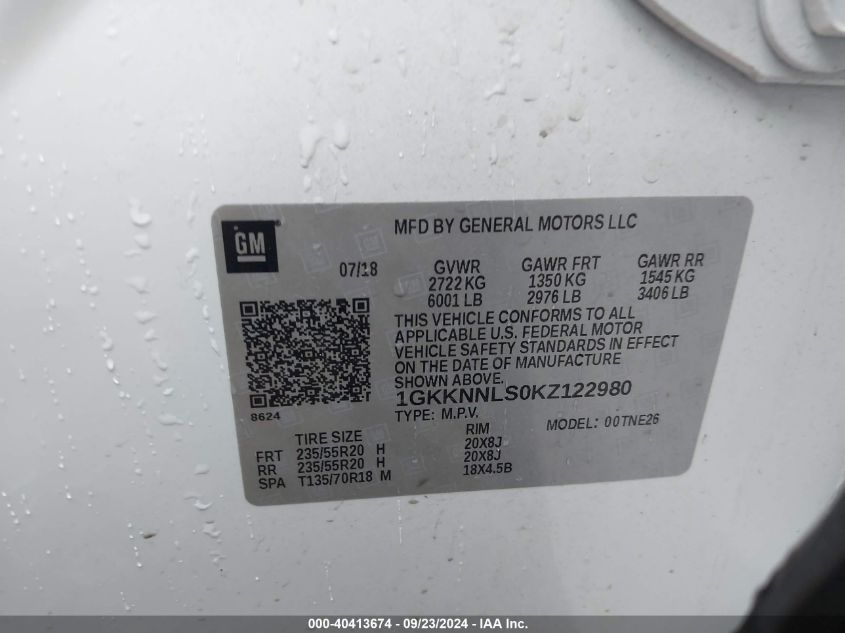 GM
MFD BY GENERAL MOTORS LLC
07/18 GVWR GAWR FRT GAWR RR
2722 KG 1350 KG 1545 KG
6001 LB 2976 LB 3406 LB
THIS VEHICLE CONFORMS TO ALL
APPLICABLE U.S. FEDERAL MOTOR
VEHICLE SAFETY STANDARDS IN EFFECT
ON THE DATE OF MANUFACTURE
SHOWN ABOVE.
1GKKNNLS0KZ122980
8624
TYPE: M.P.V. MODEL: 00TNE26
TIRE SIZE RIM
FRT 235/55R20 H 20X8J
RR 235/55R20 H 20X8J
SPA T135/70R18 M 18X4.5B
000-40413674 - 09/23/2024 - IAA Inc.